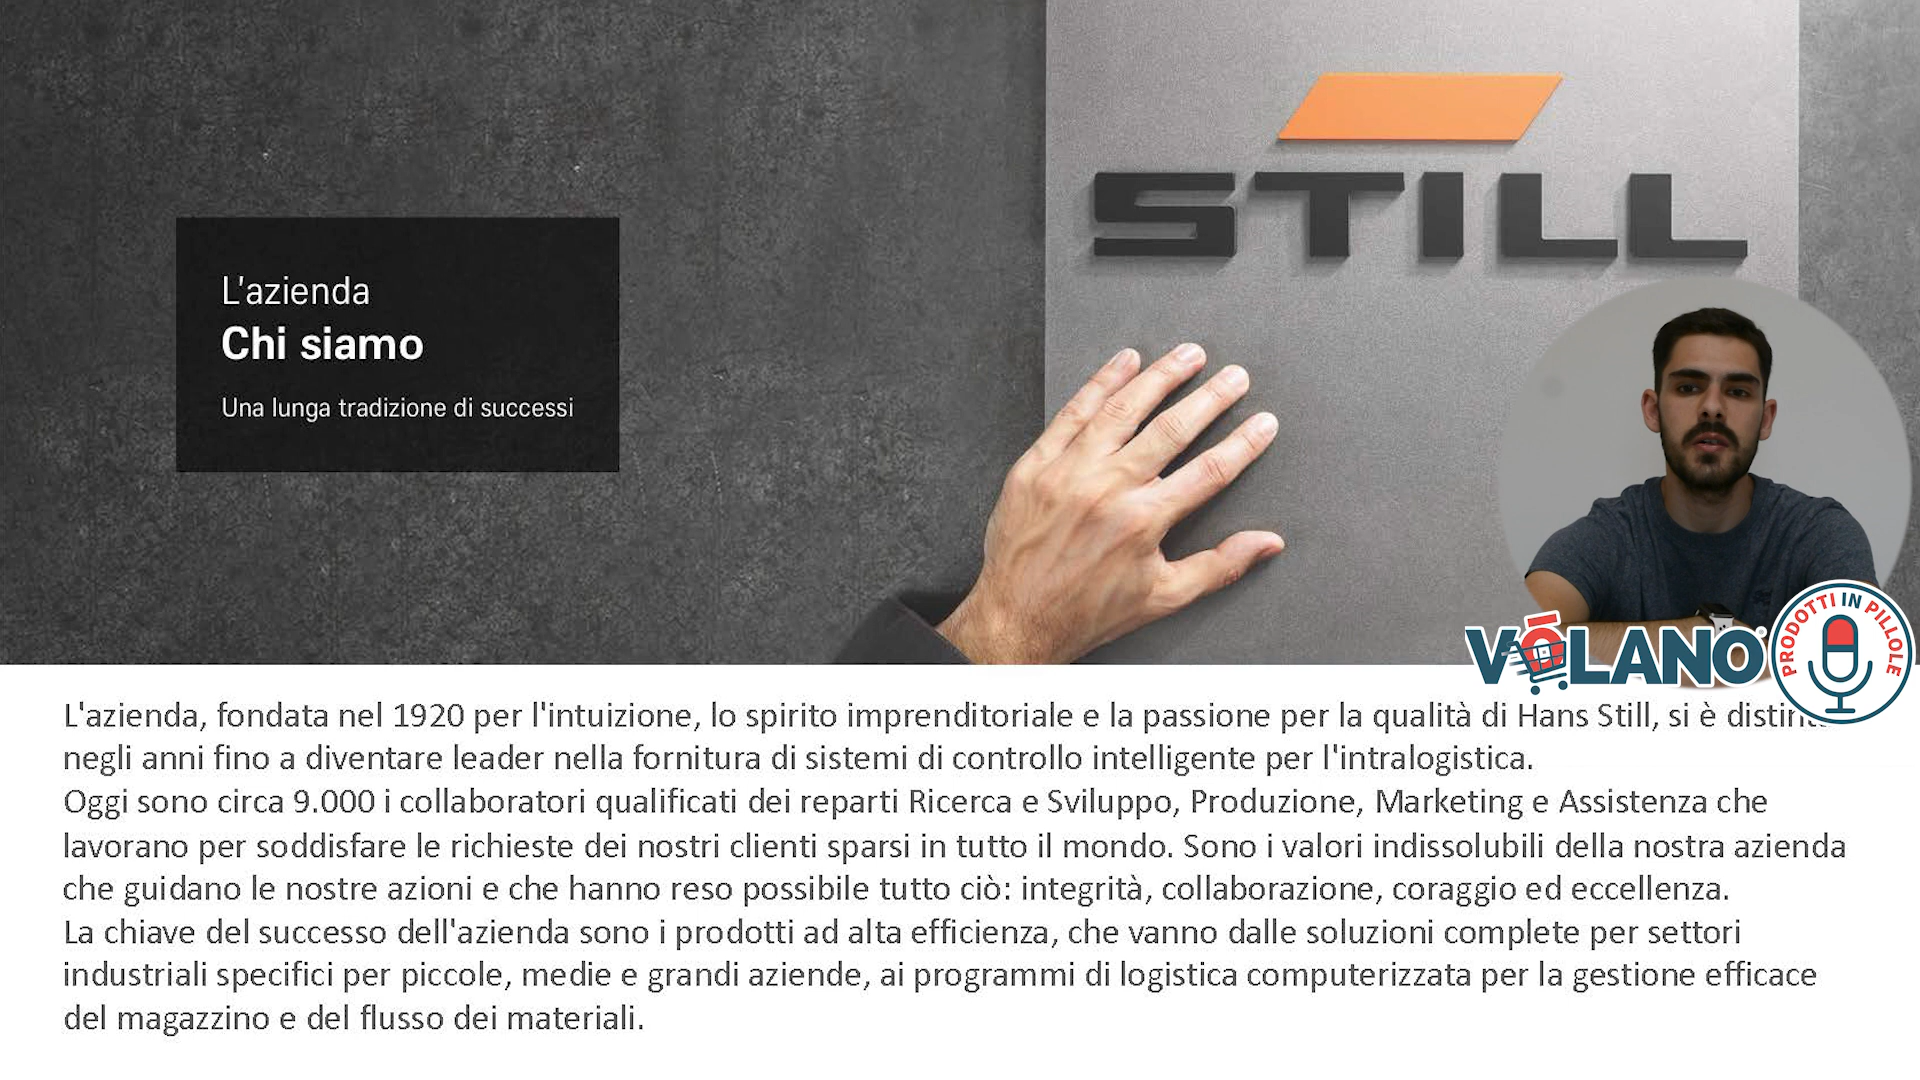 STILL
L'azienda
Chi siamo
Una lunga tradizione di successi
VOLANO
PRODOTTI IN PILLOLE
L'azienda, fondata nel 1920 per l'intuizione, lo spirito imprenditoriale e la passione per la qualità di Hans Still, si è
negli anni fino a diventare leader nella fornitura di sistemi di controllo intelligente per l'intralogistica.
Oggi sono circa 9.000 i collaboratori qualificati dei reparti Ricerca e Sviluppo, Produzione, Marketing e Assistenza che
lavorano per soddisfare le richieste dei nostri clienti sparsi in tutto il mondo. Sono i valori indissolubili della nostra azienda
che guidano le nostre azioni e che hanno reso possibile tutto ciò: integrità, collaborazione, coraggio ed eccellenza.
La chiave del successo dell'azienda sono i prodotti ad alta efficienza, che vanno dalle soluzioni complete per settori
industriali specifici per piccole, medie e grandi aziende, ai programmi di logistica computerizzata per la gestione efficace
del magazzino e del flusso dei materiali.